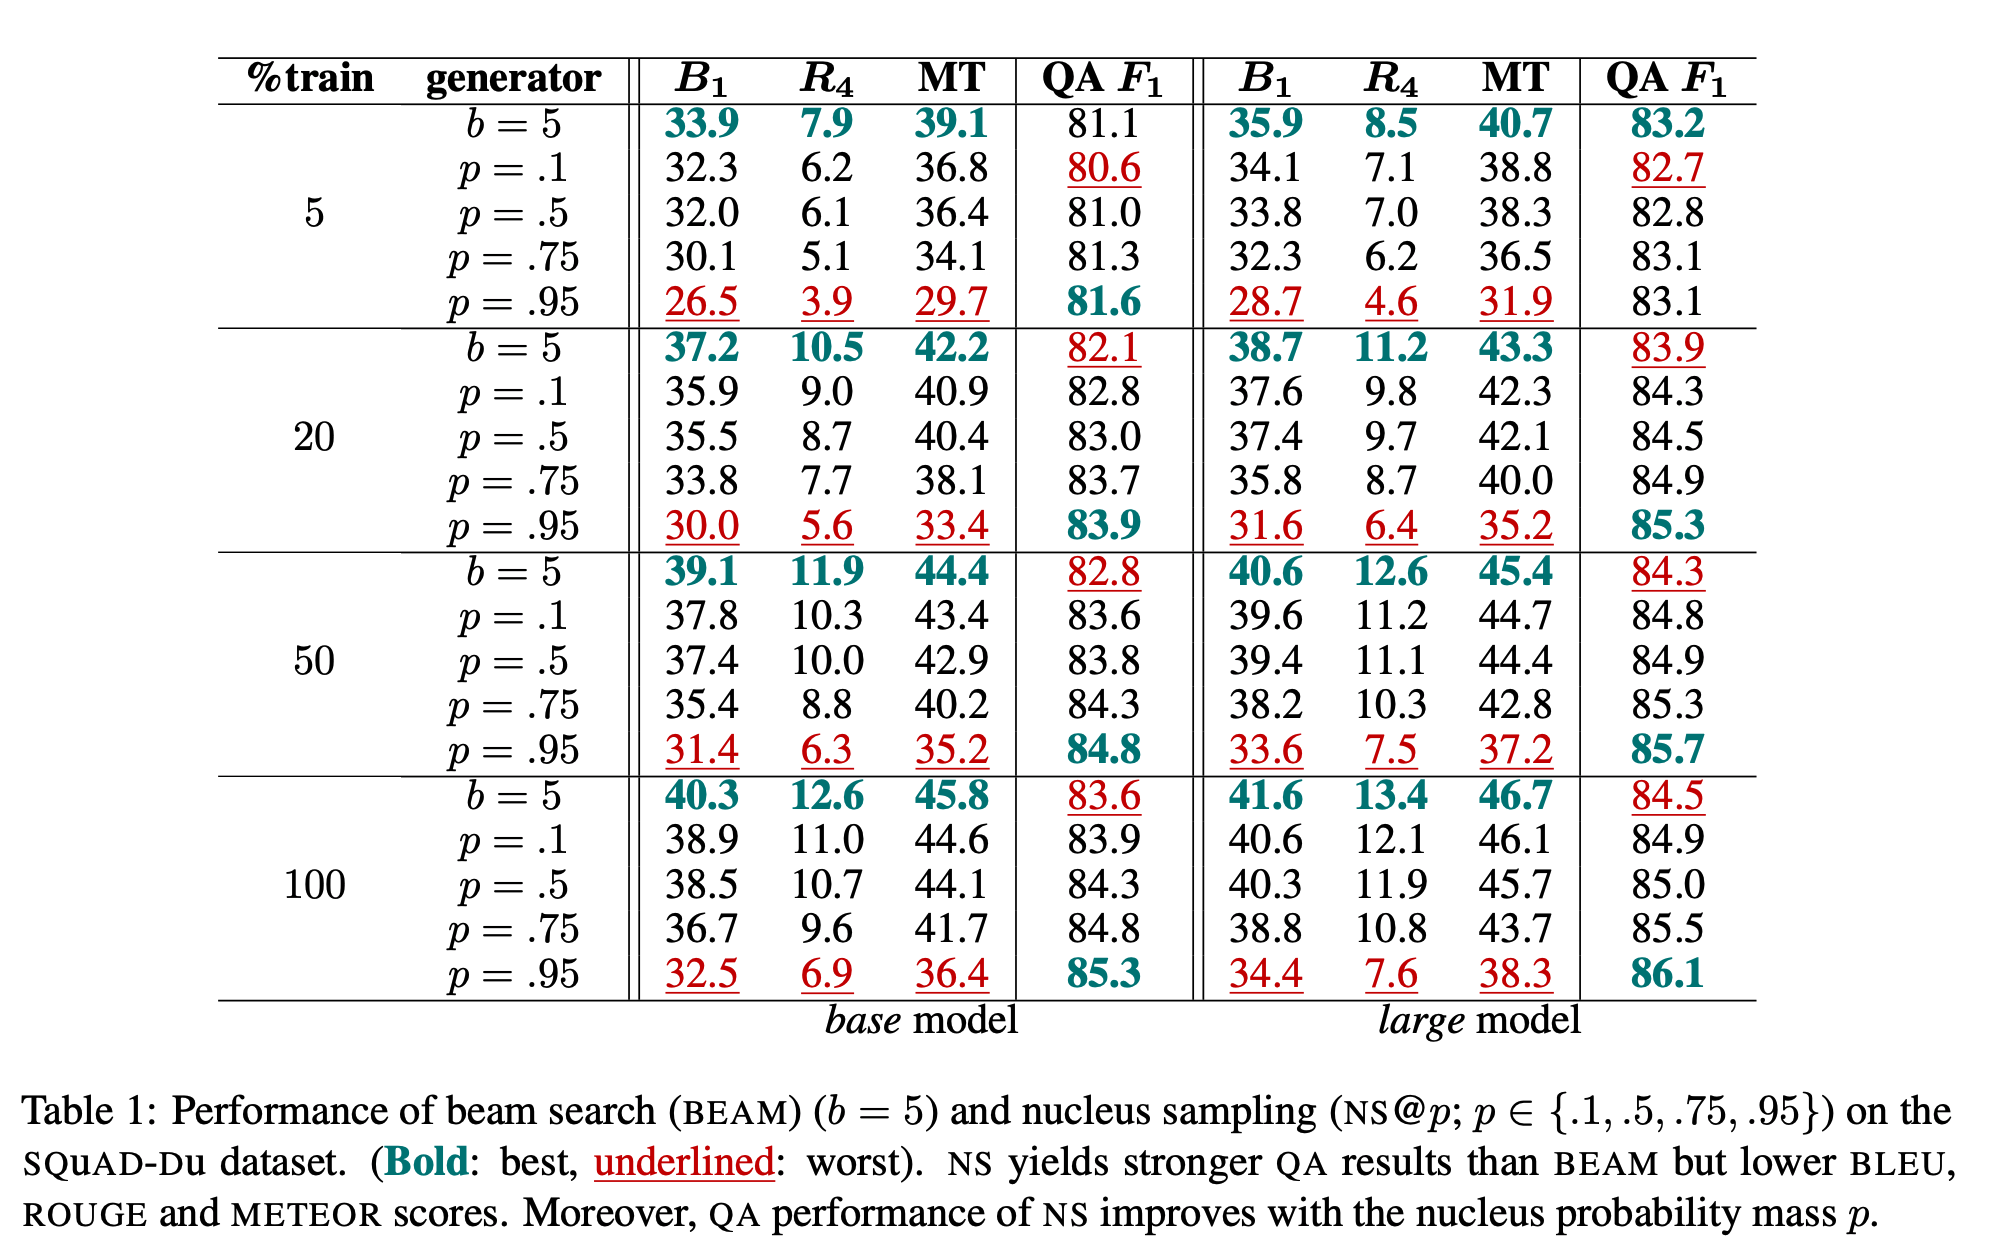 %train generator B₁ R₄ MT QA F₁ B₁ R₄ MT QA F₁
b = 5 33.9 7.9 39.1 81.1 35.9 8.5 40.7 83.2
p = .1 32.3 6.2 36.8 80.6 34.1 7.1 38.8 82.7
5 p = .5 32.0 6.1 36.4 81.0 33.8 7.0 38.3 82.8
p = .75 30.1 5.1 34.1 81.3 32.3 6.2 36.5 83.1
p = .95 26.5 3.9 29.7 81.6 28.7 4.6 31.9 83.1
b = 5 37.2 10.5 42.2 82.1 38.7 11.2 43.3 83.9
p = .1 35.9 9.0 40.9 82.8 37.6 9.8 42.3 84.3
20 p = .5 35.5 8.7 40.4 83.0 37.4 9.7 42.1 84.5
p = .75 33.8 7.7 38.1 83.7 35.8 8.7 40.0 84.9
p = .95 30.0 5.6 33.4 83.9 31.6 6.4 35.2 85.3
b = 5 39.1 11.9 44.4 82.8 40.6 12.6 45.4 84.3
p = .1 37.8 10.3 43.4 83.6 39.6 11.2 44.7 84.8
50 p = .5 37.4 10.0 42.9 83.8 39.4 11.1 44.4 84.9
p = .75 35.4 8.8 40.2 84.3 38.2 10.3 42.8 85.3
p = .95 31.4 6.3 35.2 84.8 33.6 7.5 37.2 85.7
b = 5 40.3 12.6 45.8 83.6 41.6 13.4 46.7 84.5
p = .1 38.9 11.0 44.6 83.9 40.6 12.1 46.1 84.9
100 p = .5 38.5 10.7 44.1 84.3 40.3 11.9 45.7 85.0
p = .75 36.7 9.6 41.7 84.8 38.8 10.8 43.7 85.5
p = .95 32.5 6.9 36.4 85.3 34.4 7.6 38.3 86.1
base model large model
Table 1: Performance of beam search (BEAM) (b = 5) and nucleus sampling (NS@p; p ∈ {.1, .5, .75, .95}) on the
SQuAD-Du dataset. (Bold: best, underlined: worst). NS yields stronger QA results than BEAM but lower BLEU,
ROUGE and METEOR scores. Moreover, QA performance of NS improves with the nucleus probability mass p.